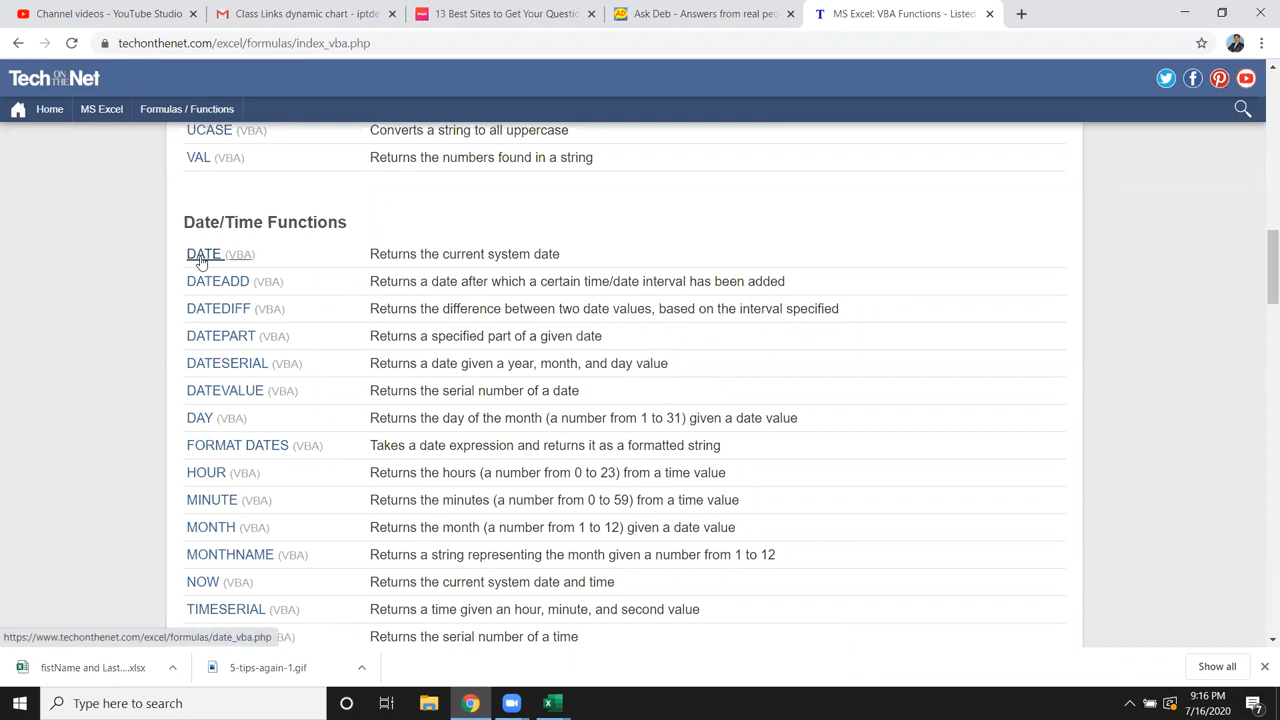 Channel videos - YouTube Studio
Class Links dynamic chart - iptde
13 Best Sites to Get Your Questic
Ask Deb - Answers from real peo
MS Excel: VBA Functions - Listed
techonthenet.com/excel/formulas/index_vba.php
Tech ON THE Net
Home
MS Excel
Formulas / Functions
UCASE (VBA) Converts a string to all uppercase
VAL (VBA) Returns the numbers found in a string
Date/Time Functions
DATE (VBA) Returns the current system date
DATEADD (VBA) Returns a date after which a certain time/date interval has been added
DATEDIFF (VBA) Returns the difference between two date values, based on the interval specified
DATEPART (VBA) Returns a specified part of a given date
DATESERIAL (VBA) Returns a date given a year, month, and day value
DATEVALUE (VBA) Returns the serial number of a date
DAY (VBA) Returns the day of the month (a number from 1 to 31) given a date value
FORMAT DATES (VBA) Takes a date expression and returns it as a formatted string
HOUR (VBA) Returns the hours (a number from 0 to 23) from a time value
MINUTE (VBA) Returns the minutes (a number from 0 to 59) from a time value
MONTH (VBA) Returns the month (a number from 1 to 12) given a date value
MONTHNAME (VBA) Returns a string representing the month given a number from 1 to 12
NOW (VBA) Returns the current system date and time
TIMESERIAL (VBA) Returns a time given an hour, minute, and second value
Returns the serial number of a time
https://www.techonthenet.com/excel/formulas/date_vba.php
fistName and Last....xlsx
5-tips-again-1.gif
Show all
Type here to search
9:16 PM
7/16/2020
7